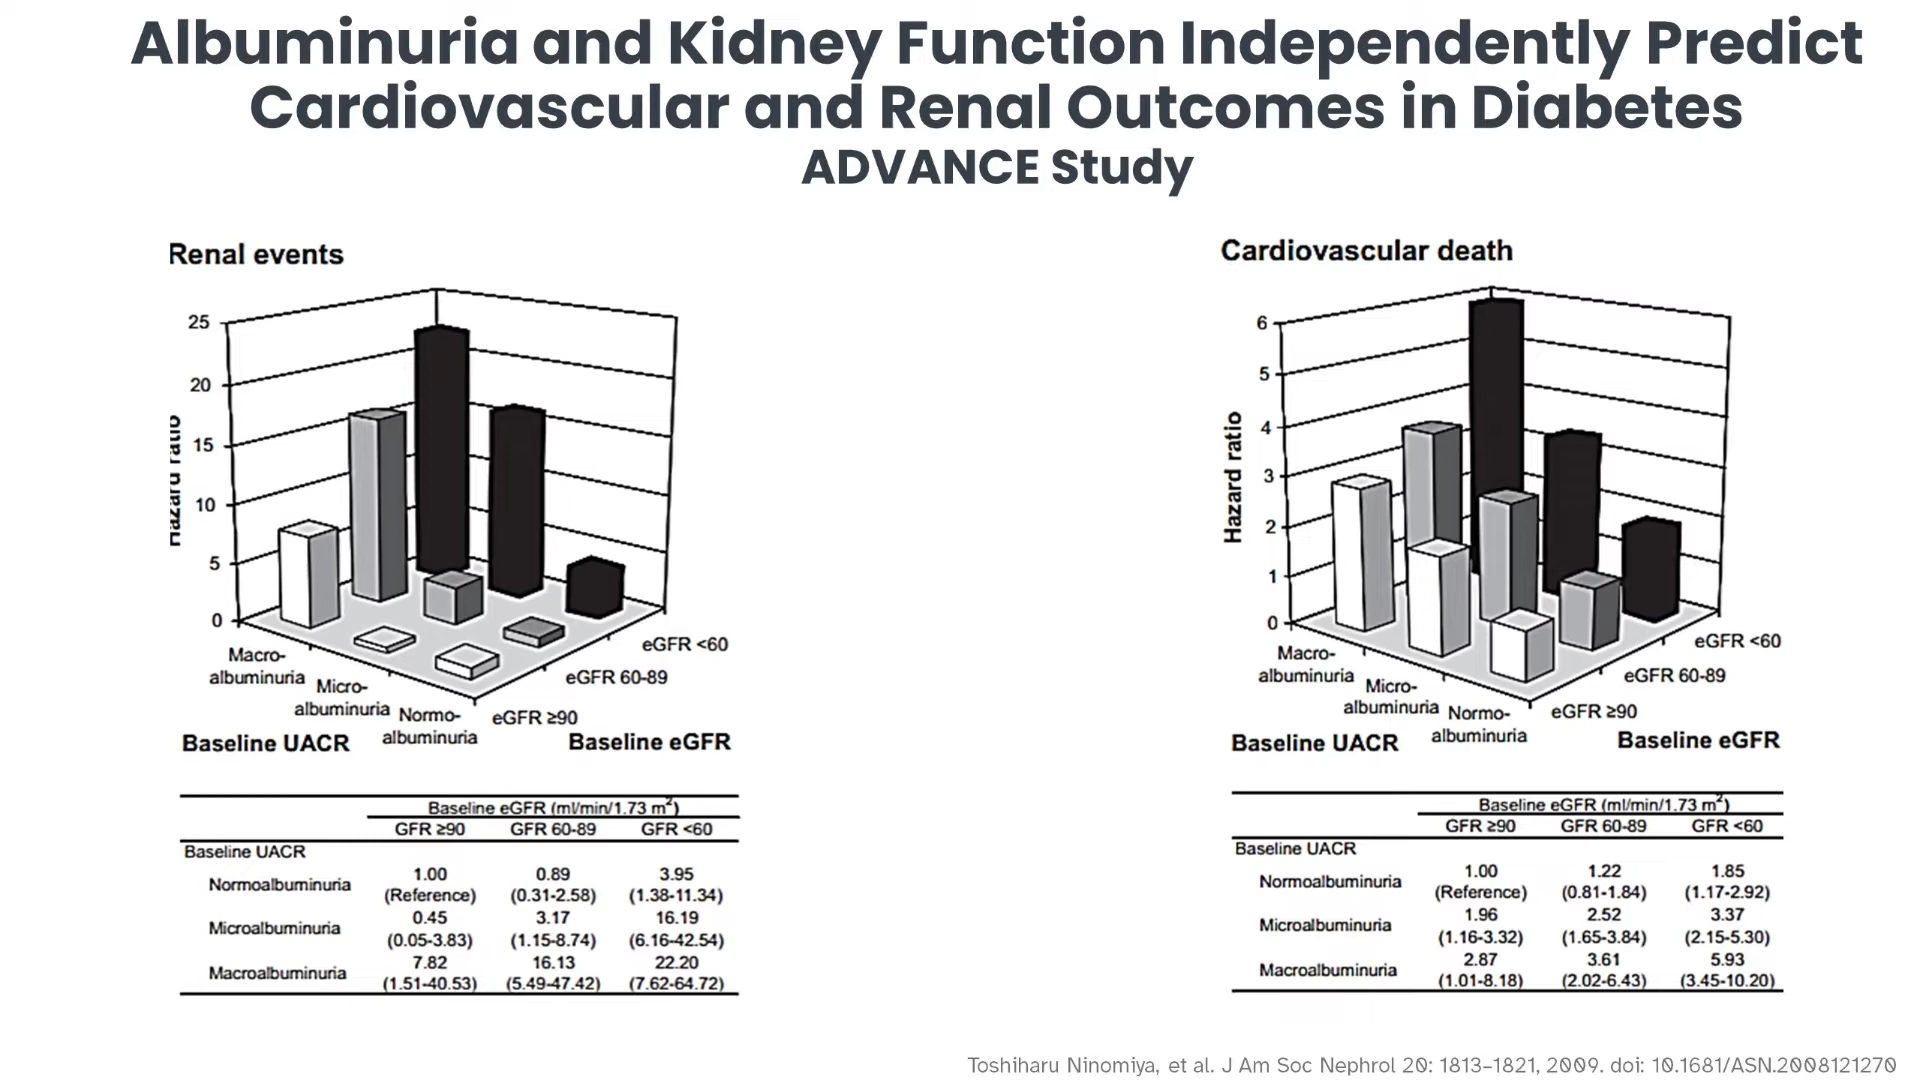 Albuminuria and Kidney Function Independently Predict
Cardiovascular and Renal Outcomes in Diabetes
ADVANCE Study
Renal events
25
20
15
10
5
0
Hazard ratio
Macro-
albuminuria
Micro-
albuminuria
Normo-
albuminuria
eGFR ≥90
eGFR 60-89
eGFR <60
Baseline UACR
Baseline eGFR
Baseline eGFR (ml/min/1.73 m²)
GFR ≥90 GFR 60-89 GFR <60
Baseline UACR
Normoalbuminuria 1.00 0.89 3.95
(Reference) (0.31-2.58) (1.38-11.34)
Microalbuminuria 0.45 3.17 16.19
(0.05-3.83) (1.15-8.74) (6.16-42.54)
Macroalbuminuria 7.82 16.13 22.20
(1.51-40.53) (5.49-47.42) (7.62-64.72)
Cardiovascular death
6
5
4
3
2
1
0
Hazard ratio
Macro-
albuminuria
Micro-
albuminuria
Normo-
albuminuria
eGFR ≥90
eGFR 60-89
eGFR <60
Baseline UACR
Baseline eGFR
Baseline eGFR (ml/min/1.73 m²)
GFR ≥90 GFR 60-89 GFR <60
Baseline UACR
Normoalbuminuria 1.00 1.22 1.85
(Reference) (0.81-1.84) (1.17-2.92)
Microalbuminuria 1.96 2.52 3.37
(1.16-3.32) (1.65-3.84) (2.15-5.30)
Macroalbuminuria 2.87 3.61 5.93
(1.01-8.18) (2.02-6.43) (3.45-10.20)
Toshiharu Ninomiya, et al. J Am Soc Nephrol 20: 1813–1821, 2009. doi: 10.1681/ASN.2008121270